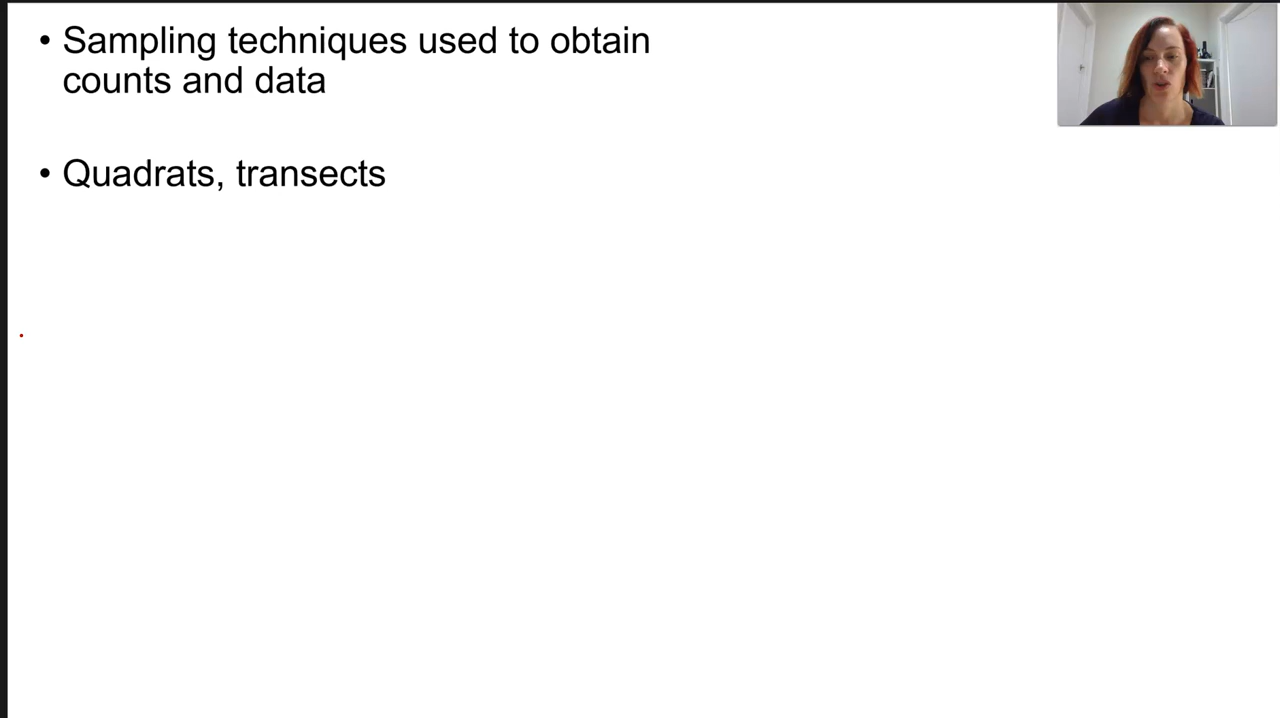 • Sampling techniques used to obtain
counts and data
• Quadrats, transects